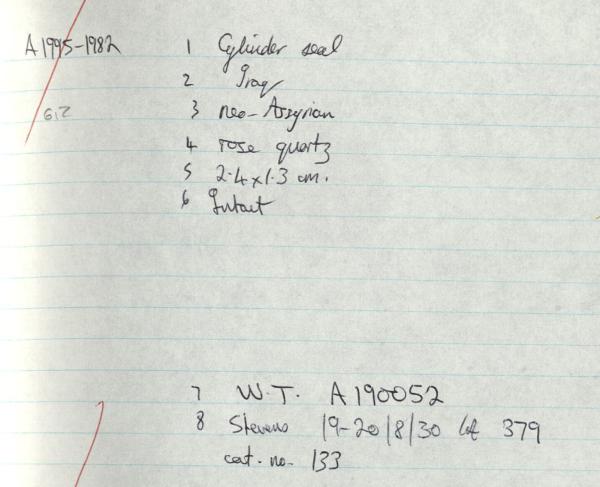 A1995-1982 1 Cylinder seal
2 Iraq
612 3 neo-Assyrian
4 rose quartz
5 2.4x1.3 cm.
6 Intact
7 W.T. A190052
8 Stevens 19-20/8/30 lot 379
cat. no. 133